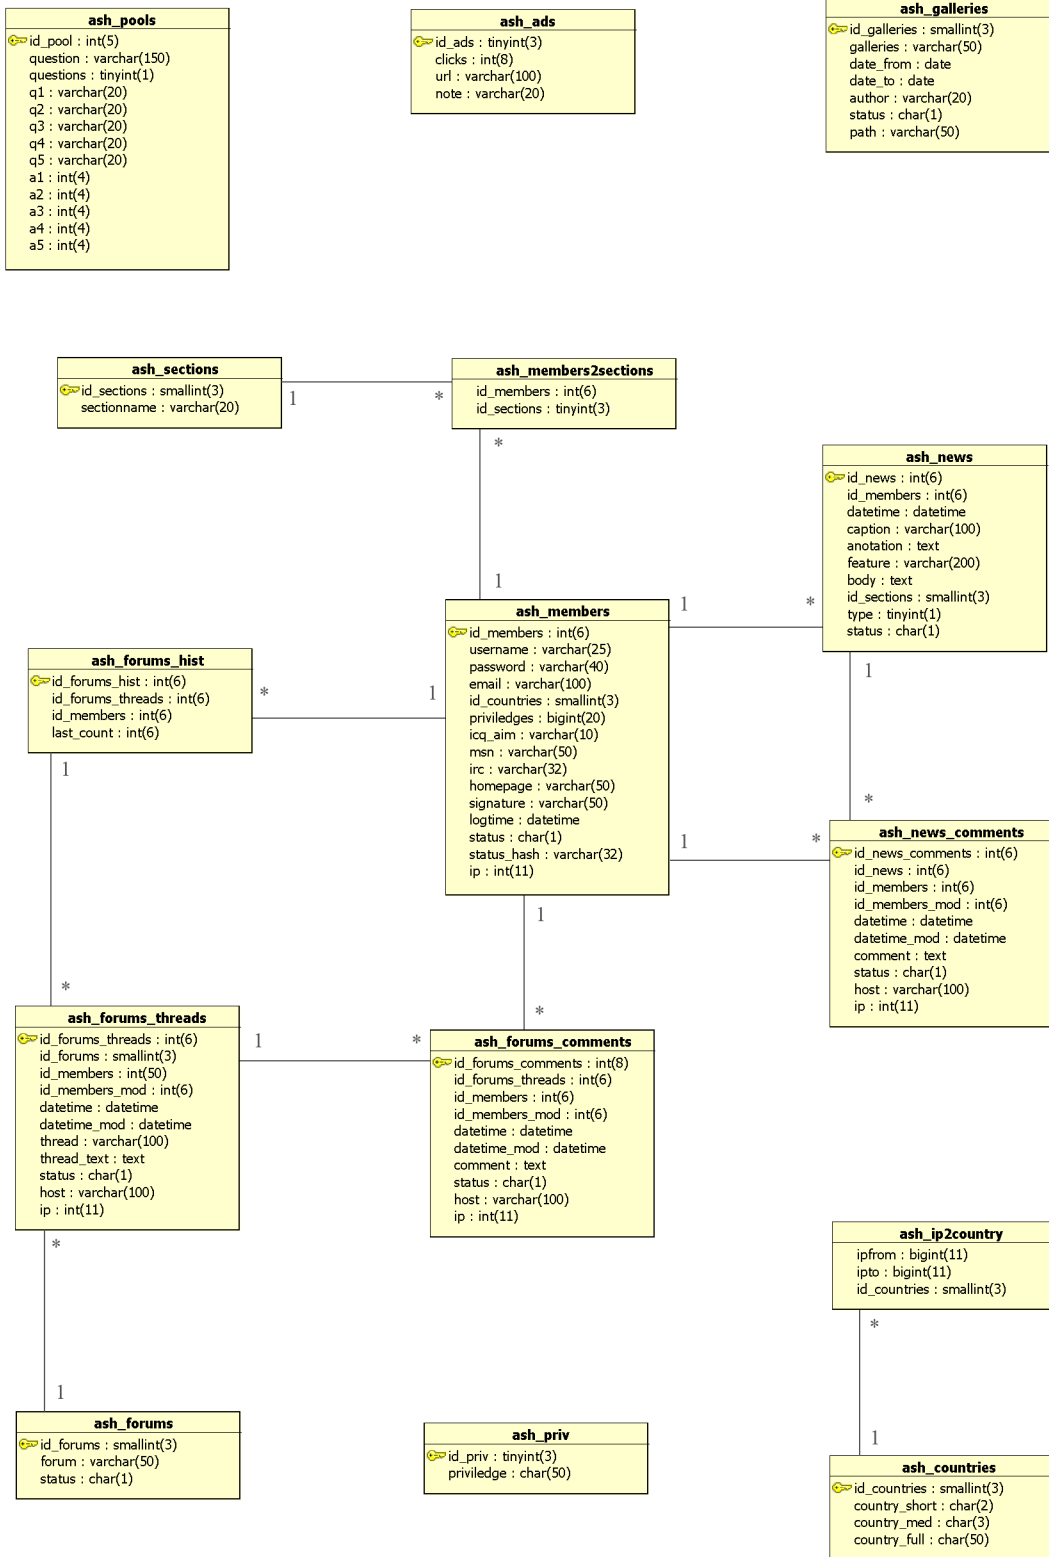 ash_pools
id_pool : int(5)
question : varchar(150)
questions : tinyint(1)
q1 : varchar(20)
q2 : varchar(20)
q3 : varchar(20)
q4 : varchar(20)
q5 : varchar(20)
a1 : int(4)
a2 : int(4)
a3 : int(4)
a4 : int(4)
a5 : int(4)
ash_ads
id_ads : tinyint(3)
clicks : int(8)
url : varchar(100)
note : varchar(20)
ash_galleries
id_galleries : smallint(3)
galleries : varchar(50)
date_from : date
date_to : date
author : varchar(20)
status : char(1)
path : varchar(50)
ash_sections
id_sections : smallint(3)
sectionname : varchar(20)
1
*
ash_members2sections
id_members : int(6)
id_sections : tinyint(3)
*
1
ash_news
id_news : int(6)
id_members : int(6)
datetime : datetime
caption : varchar(100)
anotation : text
feature : varchar(200)
body : text
id_sections : smallint(3)
type : tinyint(1)
status : char(1)
ash_members
id_members : int(6)
username : varchar(25)
password : varchar(40)
email : varchar(100)
id_countries : smallint(3)
priviledges : bigint(20)
icq_aim : varchar(10)
msn : varchar(50)
irc : varchar(32)
homepage : varchar(50)
signature : varchar(50)
logtime : datetime
status : char(1)
status_hash : varchar(32)
ip : int(11)
1
*
1
*
1
*
ash_forums_hist
id_forums_hist : int(6)
id_forums_threads : int(6)
id_members : int(6)
last_count : int(6)
*
1
1
*
ash_news_comments
id_news_comments : int(6)
id_news : int(6)
id_members : int(6)
id_members_mod : int(6)
datetime : datetime
datetime_mod : datetime
comment : text
status : char(1)
host : varchar(100)
ip : int(11)
1
*
ash_forums_threads
id_forums_threads : int(6)
id_forums : smallint(3)
id_members : int(50)
id_members_mod : int(6)
datetime : datetime
datetime_mod : datetime
thread : varchar(100)
thread_text : text
status : char(1)
host : varchar(100)
ip : int(11)
1
*
ash_forums_comments
id_forums_comments : int(8)
id_forums_threads : int(6)
id_members : int(6)
id_members_mod : int(6)
datetime : datetime
datetime_mod : datetime
comment : text
status : char(1)
host : varchar(100)
ip : int(11)
*
1
ash_ip2country
ipfrom : bigint(11)
ipto : bigint(11)
id_countries : smallint(3)
*
1
ash_forums
id_forums : smallint(3)
forum : varchar(50)
status : char(1)
ash_priv
id_priv : tinyint(3)
priviledge : char(50)
ash_countries
id_countries : smallint(3)
country_short : char(2)
country_med : char(3)
country_full : char(50)